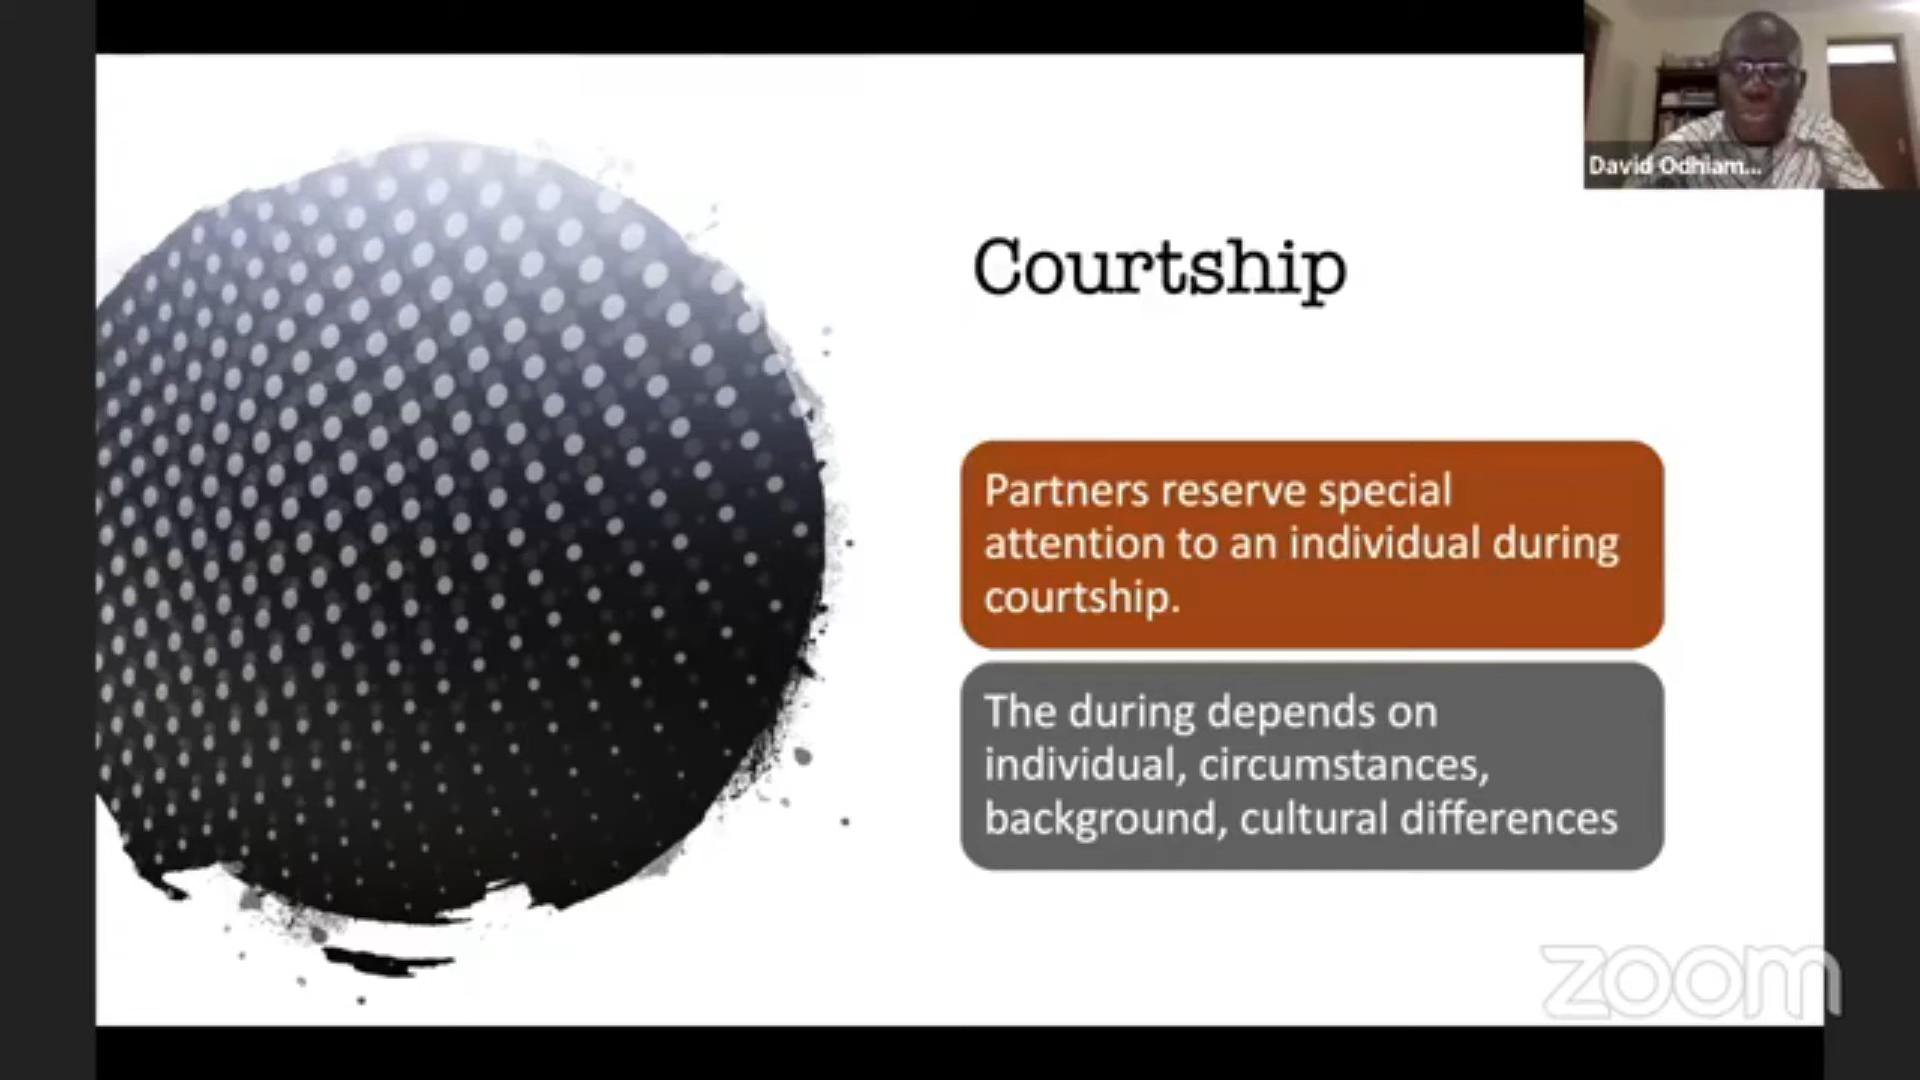 David Odhiam...
Courtship
Partners reserve special
attention to an individual during
courtship.
The during depends on
individual, circumstances,
background, cultural differences
zoom